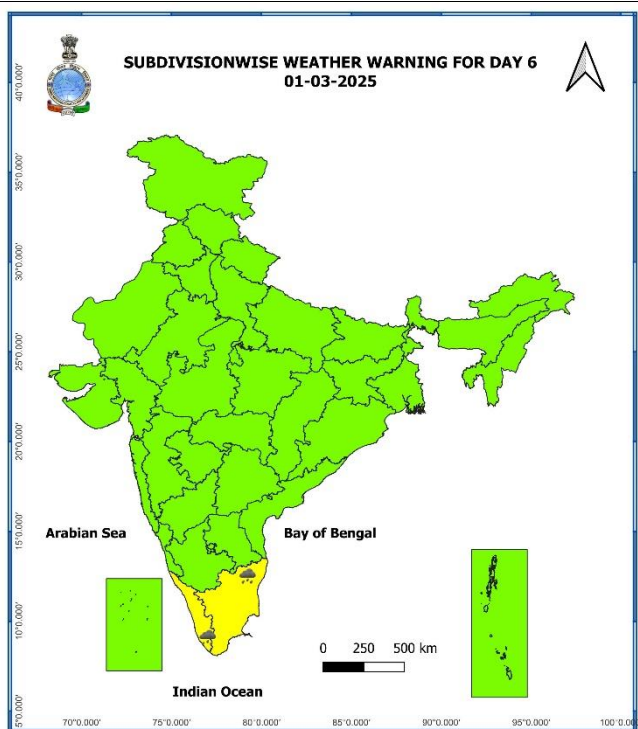 SUBDIVISIONWISE WEATHER WARNING FOR DAY 6
01-03-2025
40°0.000'
35°0.000'
30°0.000'
25°0.000'
20°0.000'
15°0.000'
10°0.000'
5°0.000'
Arabian Sea
Bay of Bengal
0 250 500 km
Indian Ocean
70°0.000' 75°0.000' 80°0.000' 85°0.000' 90°0.000' 95°0.000' 100°0.0